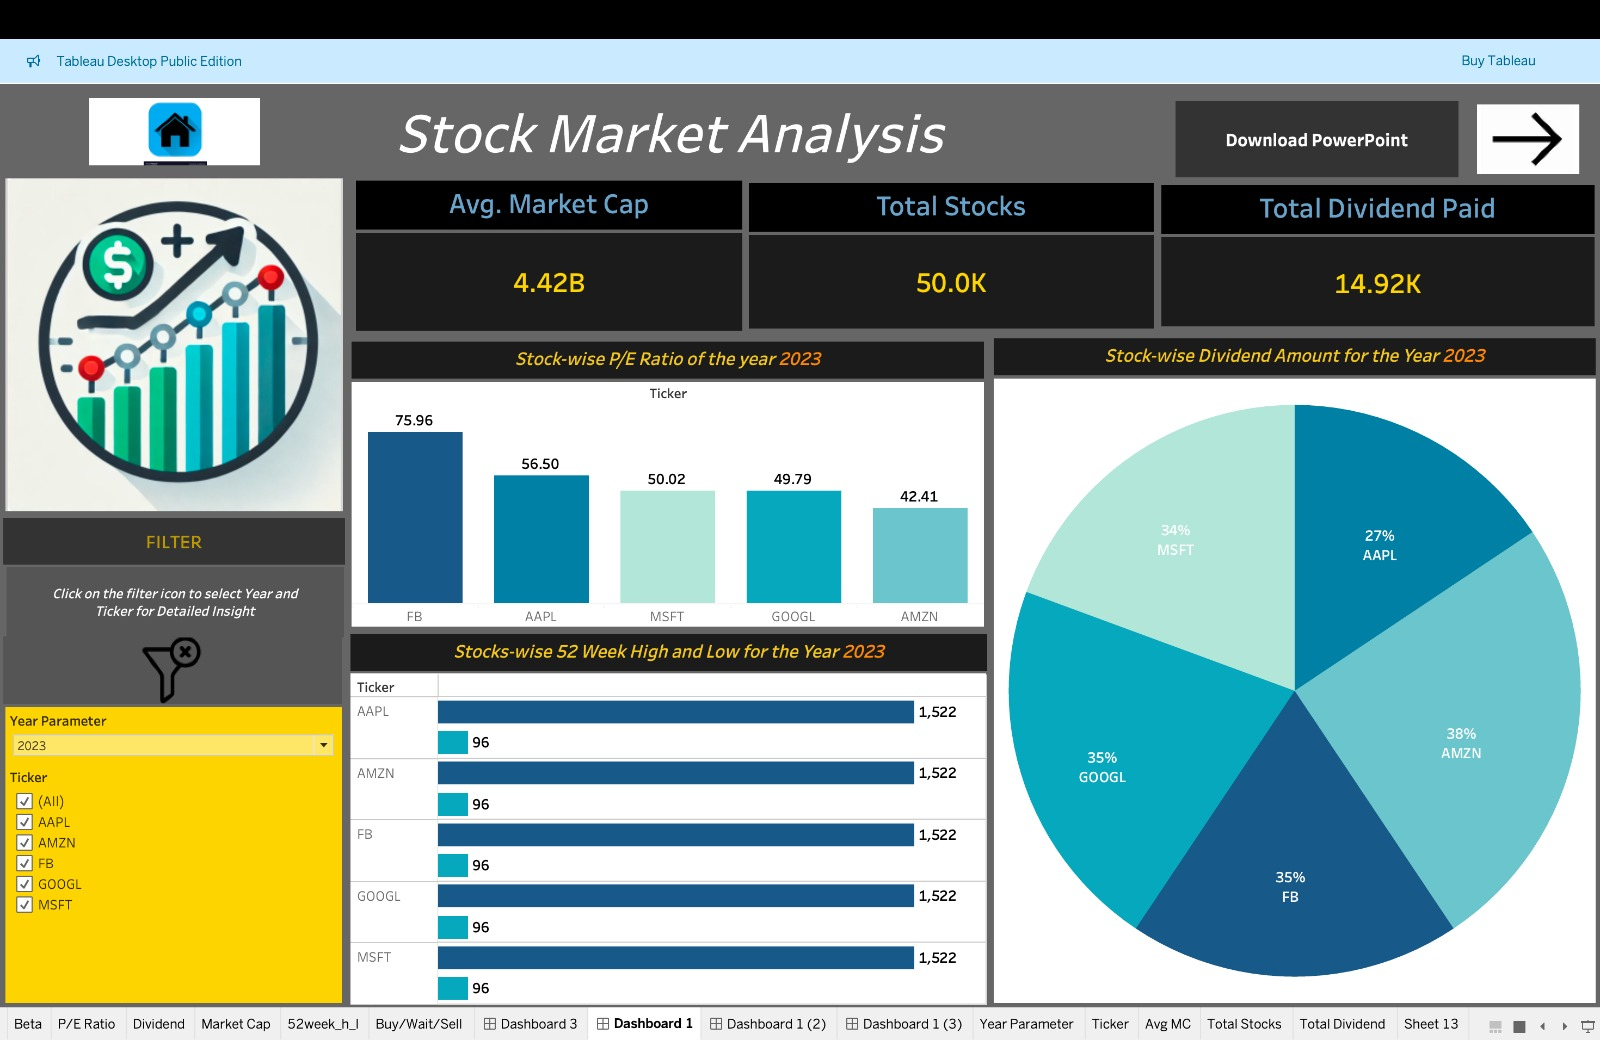 Tableau Desktop Public Edition
Buy Tableau
Stock Market Analysis
Download PowerPoint
Avg. Market Cap
Total Stocks
Total Dividend Paid
4.42B
50.0K
14.92K
$
FILTER
Click on the filter icon to select Year and
Ticker for Detailed Insight
Year Parameter
2023
Ticker
(All)
AAPL
AMZN
FB
GOOGL
MSFT
Stock-wise P/E Ratio of the year 2023
Ticker
75.96
56.50
50.02
49.79
42.41
FB
AAPL
MSFT
GOOGL
AMZN
Stocks-wise 52 Week High and Low for the Year 2023
Ticker
AAPL
1,522
96
AMZN
1,522
96
FB
1,522
96
GOOGL
1,522
96
MSFT
1,522
96
Stock-wise Dividend Amount for the Year 2023
34%
MSFT
27%
AAPL
38%
AMZN
35%
GOOGL
35%
FB
Beta
P/E Ratio
Dividend
Market Cap
52week_h_l
Buy/Wait/Sell
Dashboard 3
Dashboard 1
Dashboard 1 (2)
Dashboard 1 (3)
Year Parameter
Ticker
Avg MC
Total Stocks
Total Dividend
Sheet 13